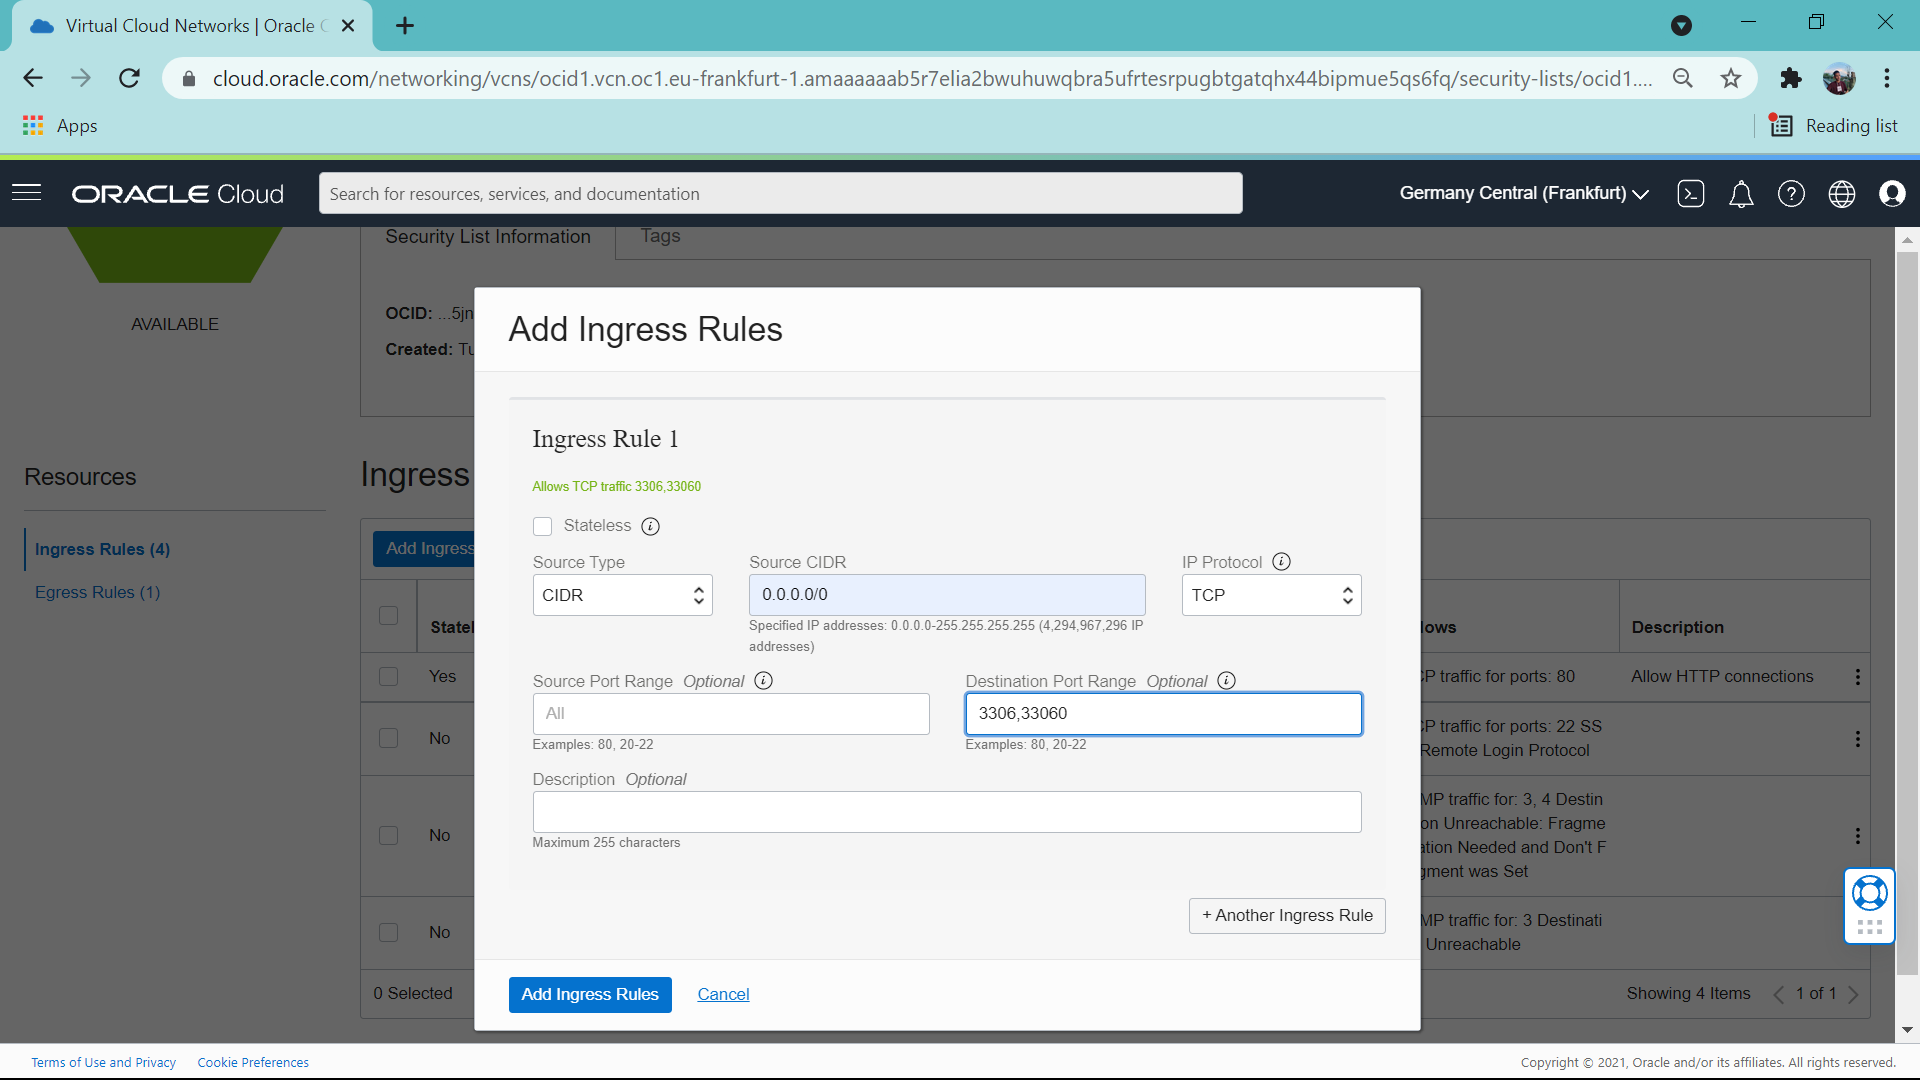 Virtual Cloud Networks | Oracle C
cloud.oracle.com/networking/vcns/ocid1.vcn.oc1.eu-frankfurt-1.amaaaaaab5r7elia2bwuhuwqbra5ufrtesrpugbtgatqhx44bipmue5qs6fq/security-lists/ocid1....
Apps
Reading list
ORACLE Cloud
Search for resources, services, and documentation
Germany Central (Frankfurt)
Security List Information
Tags
AVAILABLE
OCID: ...5jn
Created: Tu
Resources
Ingress Rules (4)
Egress Rules (1)
Ingress
Add Ingress
Statel
lows
Description
Yes
CP traffic for ports: 80
Allow HTTP connections
No
CP traffic for ports: 22 SS
Remote Login Protocol
No
MP traffic for: 3, 4 Destin
on Unreachable: Fragme
ation Needed and Don't F
gment was Set
No
MP traffic for: 3 Destinati
Unreachable
0 Selected
Showing 4 Items
1 of 1
Add Ingress Rules
Ingress Rule 1
Allows TCP traffic 3306,33060
Stateless
Source Type
Source CIDR
IP Protocol
CIDR
0.0.0.0/0
TCP
Specified IP addresses: 0.0.0.0-255.255.255.255 (4,294,967,296 IP
addresses)
Source Port Range Optional
Destination Port Range Optional
All
3306,33060
Examples: 80, 20-22
Examples: 80, 20-22
Description Optional
Maximum 255 characters
+ Another Ingress Rule
Add Ingress Rules
Cancel
Terms of Use and Privacy
Cookie Preferences
Copyright © 2021, Oracle and/or its affiliates. All rights reserved.